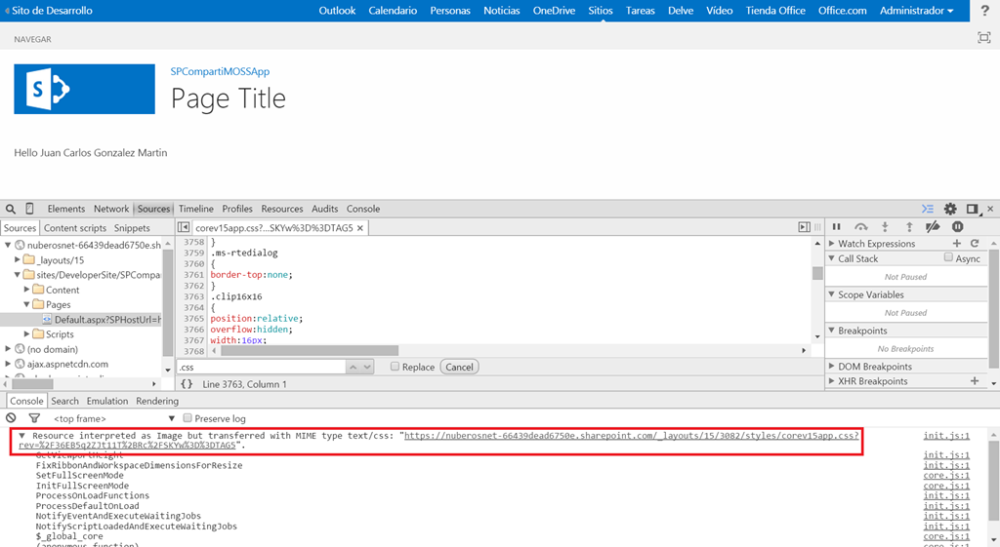 Sito de Desarrollo
Outlook Calendario Personas Noticias OneDrive Sitios Tareas Delve Vídeo Tienda Office Office.com Administrador ?
NAVEGAR
S
SPCompartiMOSSApp
Page Title
Hello Juan Carlos Gonzalez Martin
Elements Network Sources Timeline Profiles Resources Audits Console
Sources Content scripts Snippets
corev15app.css?...SKYw%3D%3DTAG5 ×
nuberosnet-66439dead6750e.sh
_layouts/15
sites/DeveloperSite/SPCompa
Content
Pages
Default.aspx?SPHostUrl=h
Scripts
(no domain)
ajax.aspnetcdn.com
3758 }
3759 .ms-rtedialog
3760 {
3761 border-top:none;
3762 }
3763 .clip16x16
3764 {
3765 position:relative;
3766 overflow:hidden;
3767 width:16px;
3768
.css Replace Cancel
{ } Line 3763, Column 1
Watch Expressions
Call Stack Async
Not Paused
Scope Variables
Not Paused
Breakpoints
No Breakpoints
DOM Breakpoints
XHR Breakpoints
Console Search Emulation Rendering
<top frame> Preserve log
Resource interpreted as Image but transferred with MIME type text/css: "https://nuberosnet-66439dead6750e.sharepoint.com/_layouts/15/3082/styles/corev15app.css? init.js:1
rev=%2F36EB5q2ZJt11T%2BRc%2FSKYw%3D%3DTAG5".
GetViewportHeight init.js:1
FixRibbonAndWorkspaceDimensionsForResize init.js:1
SetFullScreenMode core.js:1
InitFullScreenMode core.js:1
ProcessOnLoadFunctions init.js:1
ProcessDefaultOnLoad init.js:1
NotifyEventAndExecuteWaitingJobs init.js:1
NotifyScriptLoadedAndExecuteWaitingJobs init.js:1
$_global_core core.js:1
(anonymous function) core.js:1